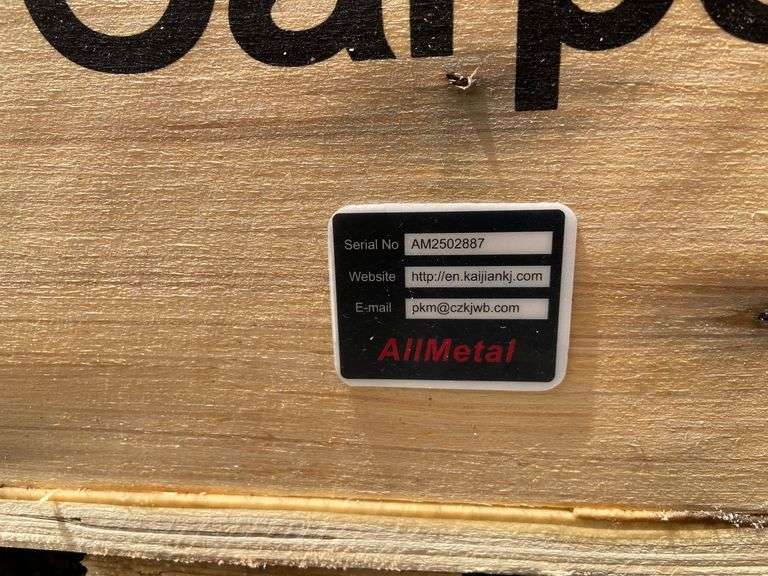 Serial No AM2502887
Website http://en.kaijiankj.com
E-mail pkm@czkjwb.com
AllMetal